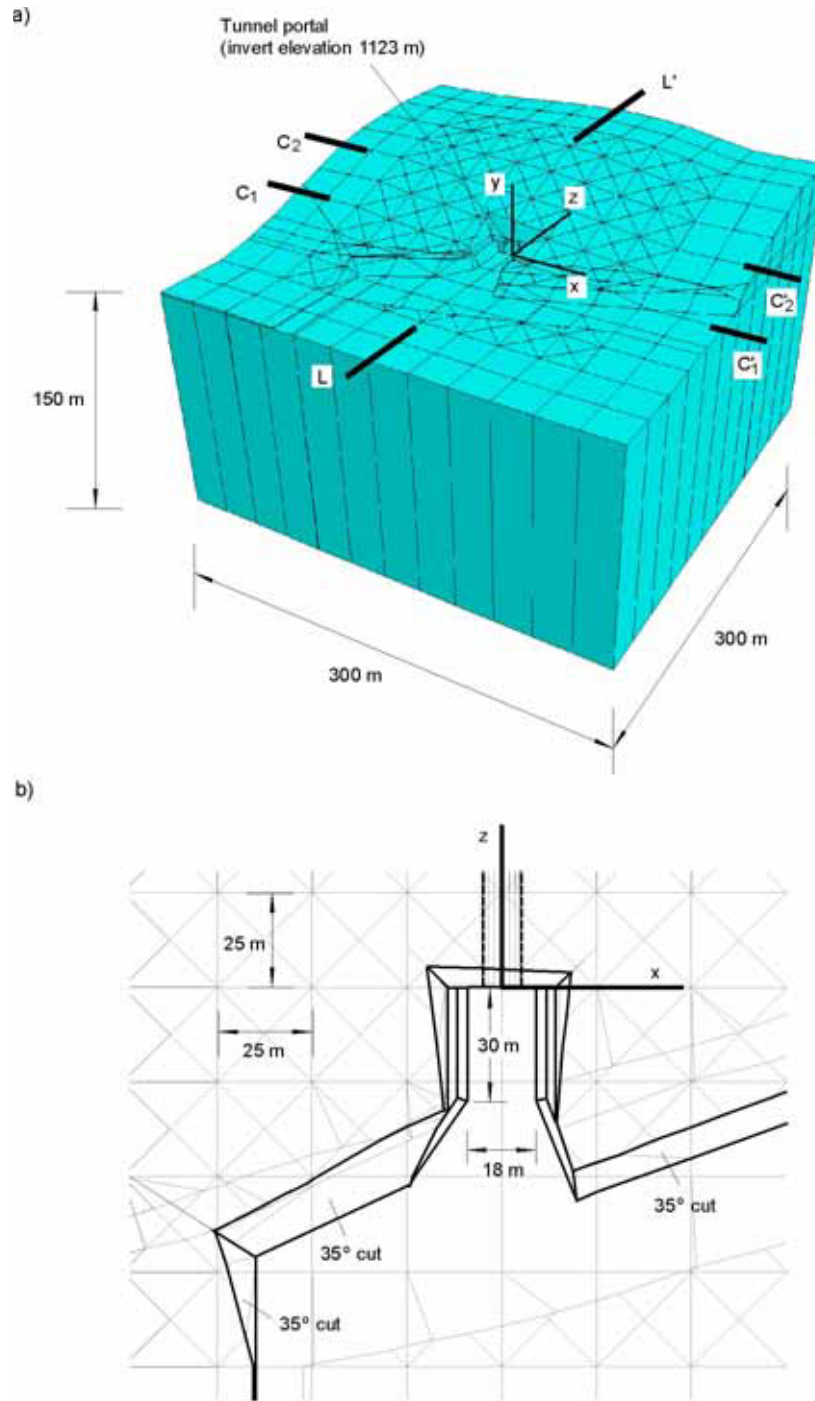 a)
Tunnel portal
(invert elevation 1123 m)
L'
C2
C1
y
z
x
C'2
C'1
L
150 m
300 m
300 m
b)
z
25 m
x
25 m
30 m
18 m
35° cut
35° cut
35° cut